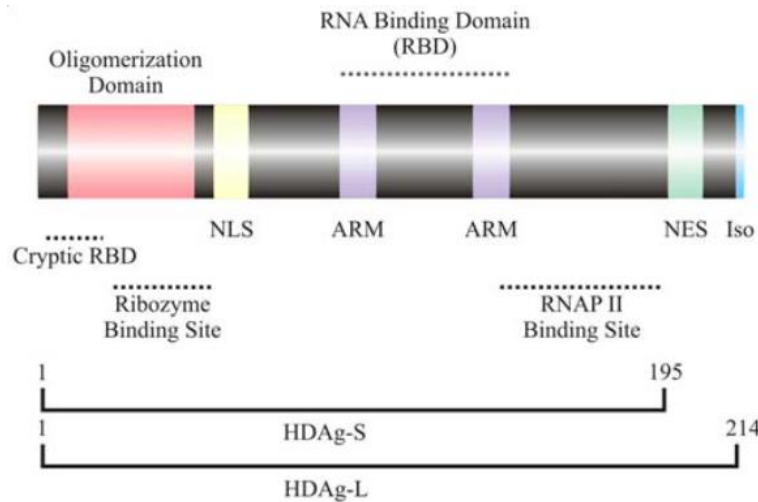 RNA Binding Domain
(RBD)
Oligomerization
Domain
NLS
ARM
ARM
NES
Iso
Cryptic RBD
Ribozyme
Binding Site
RNAP II
Binding Site
1
195
HDAg-S
1
214
HDAg-L